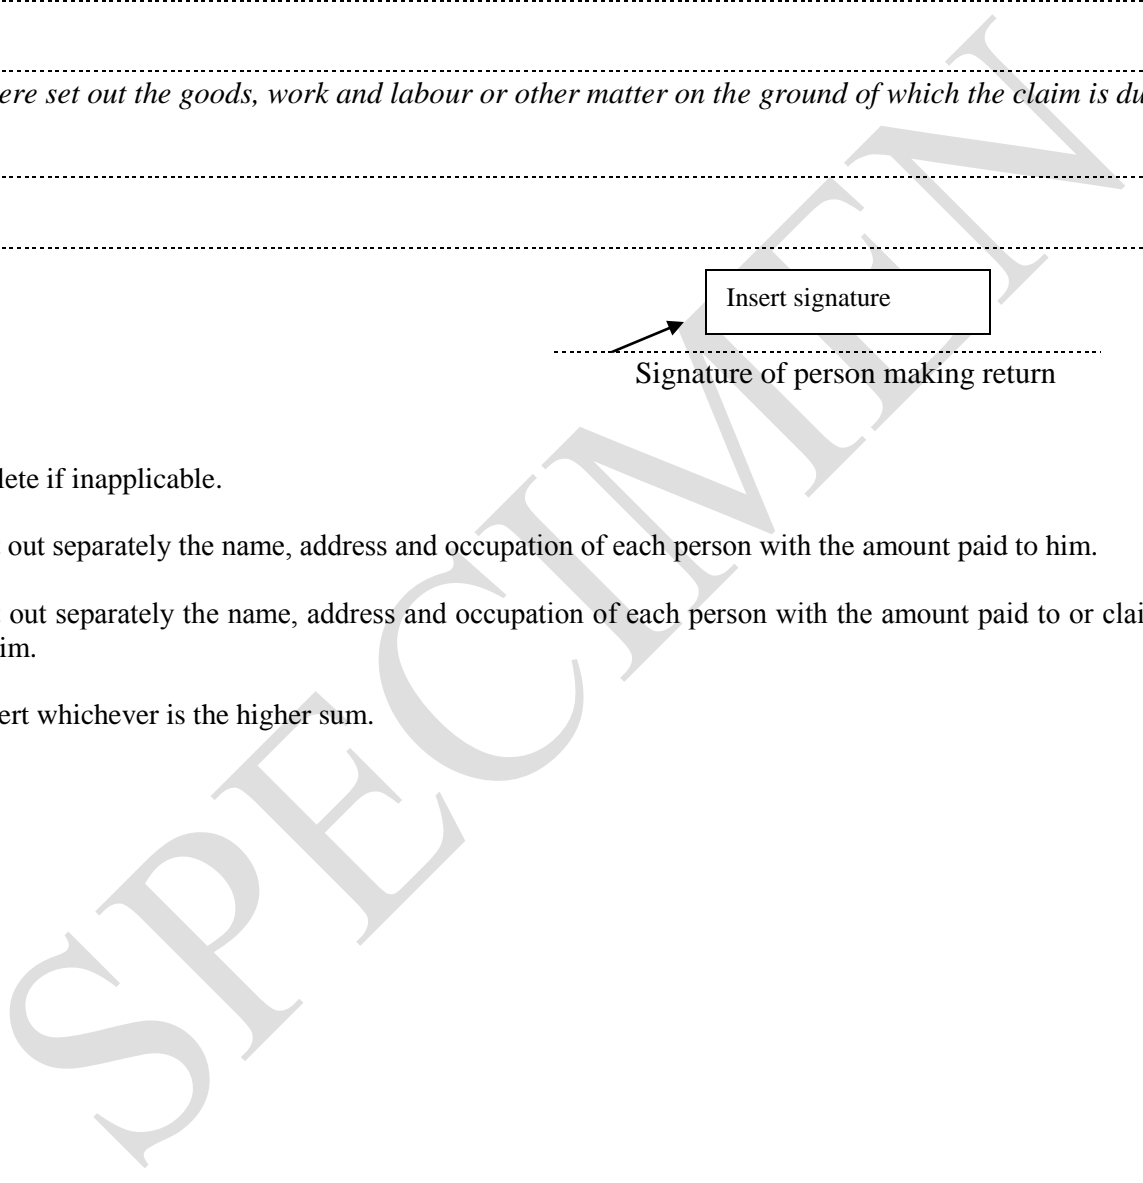 ere set out the goods, work and labour or other matter on the ground of which the claim is du
Insert signature
Signature of person making return
lete if inapplicable.
out separately the name, address and occupation of each person with the amount paid to him.
out separately the name, address and occupation of each person with the amount paid to or clai
im.
ert whichever is the higher sum.
SPECIMEN